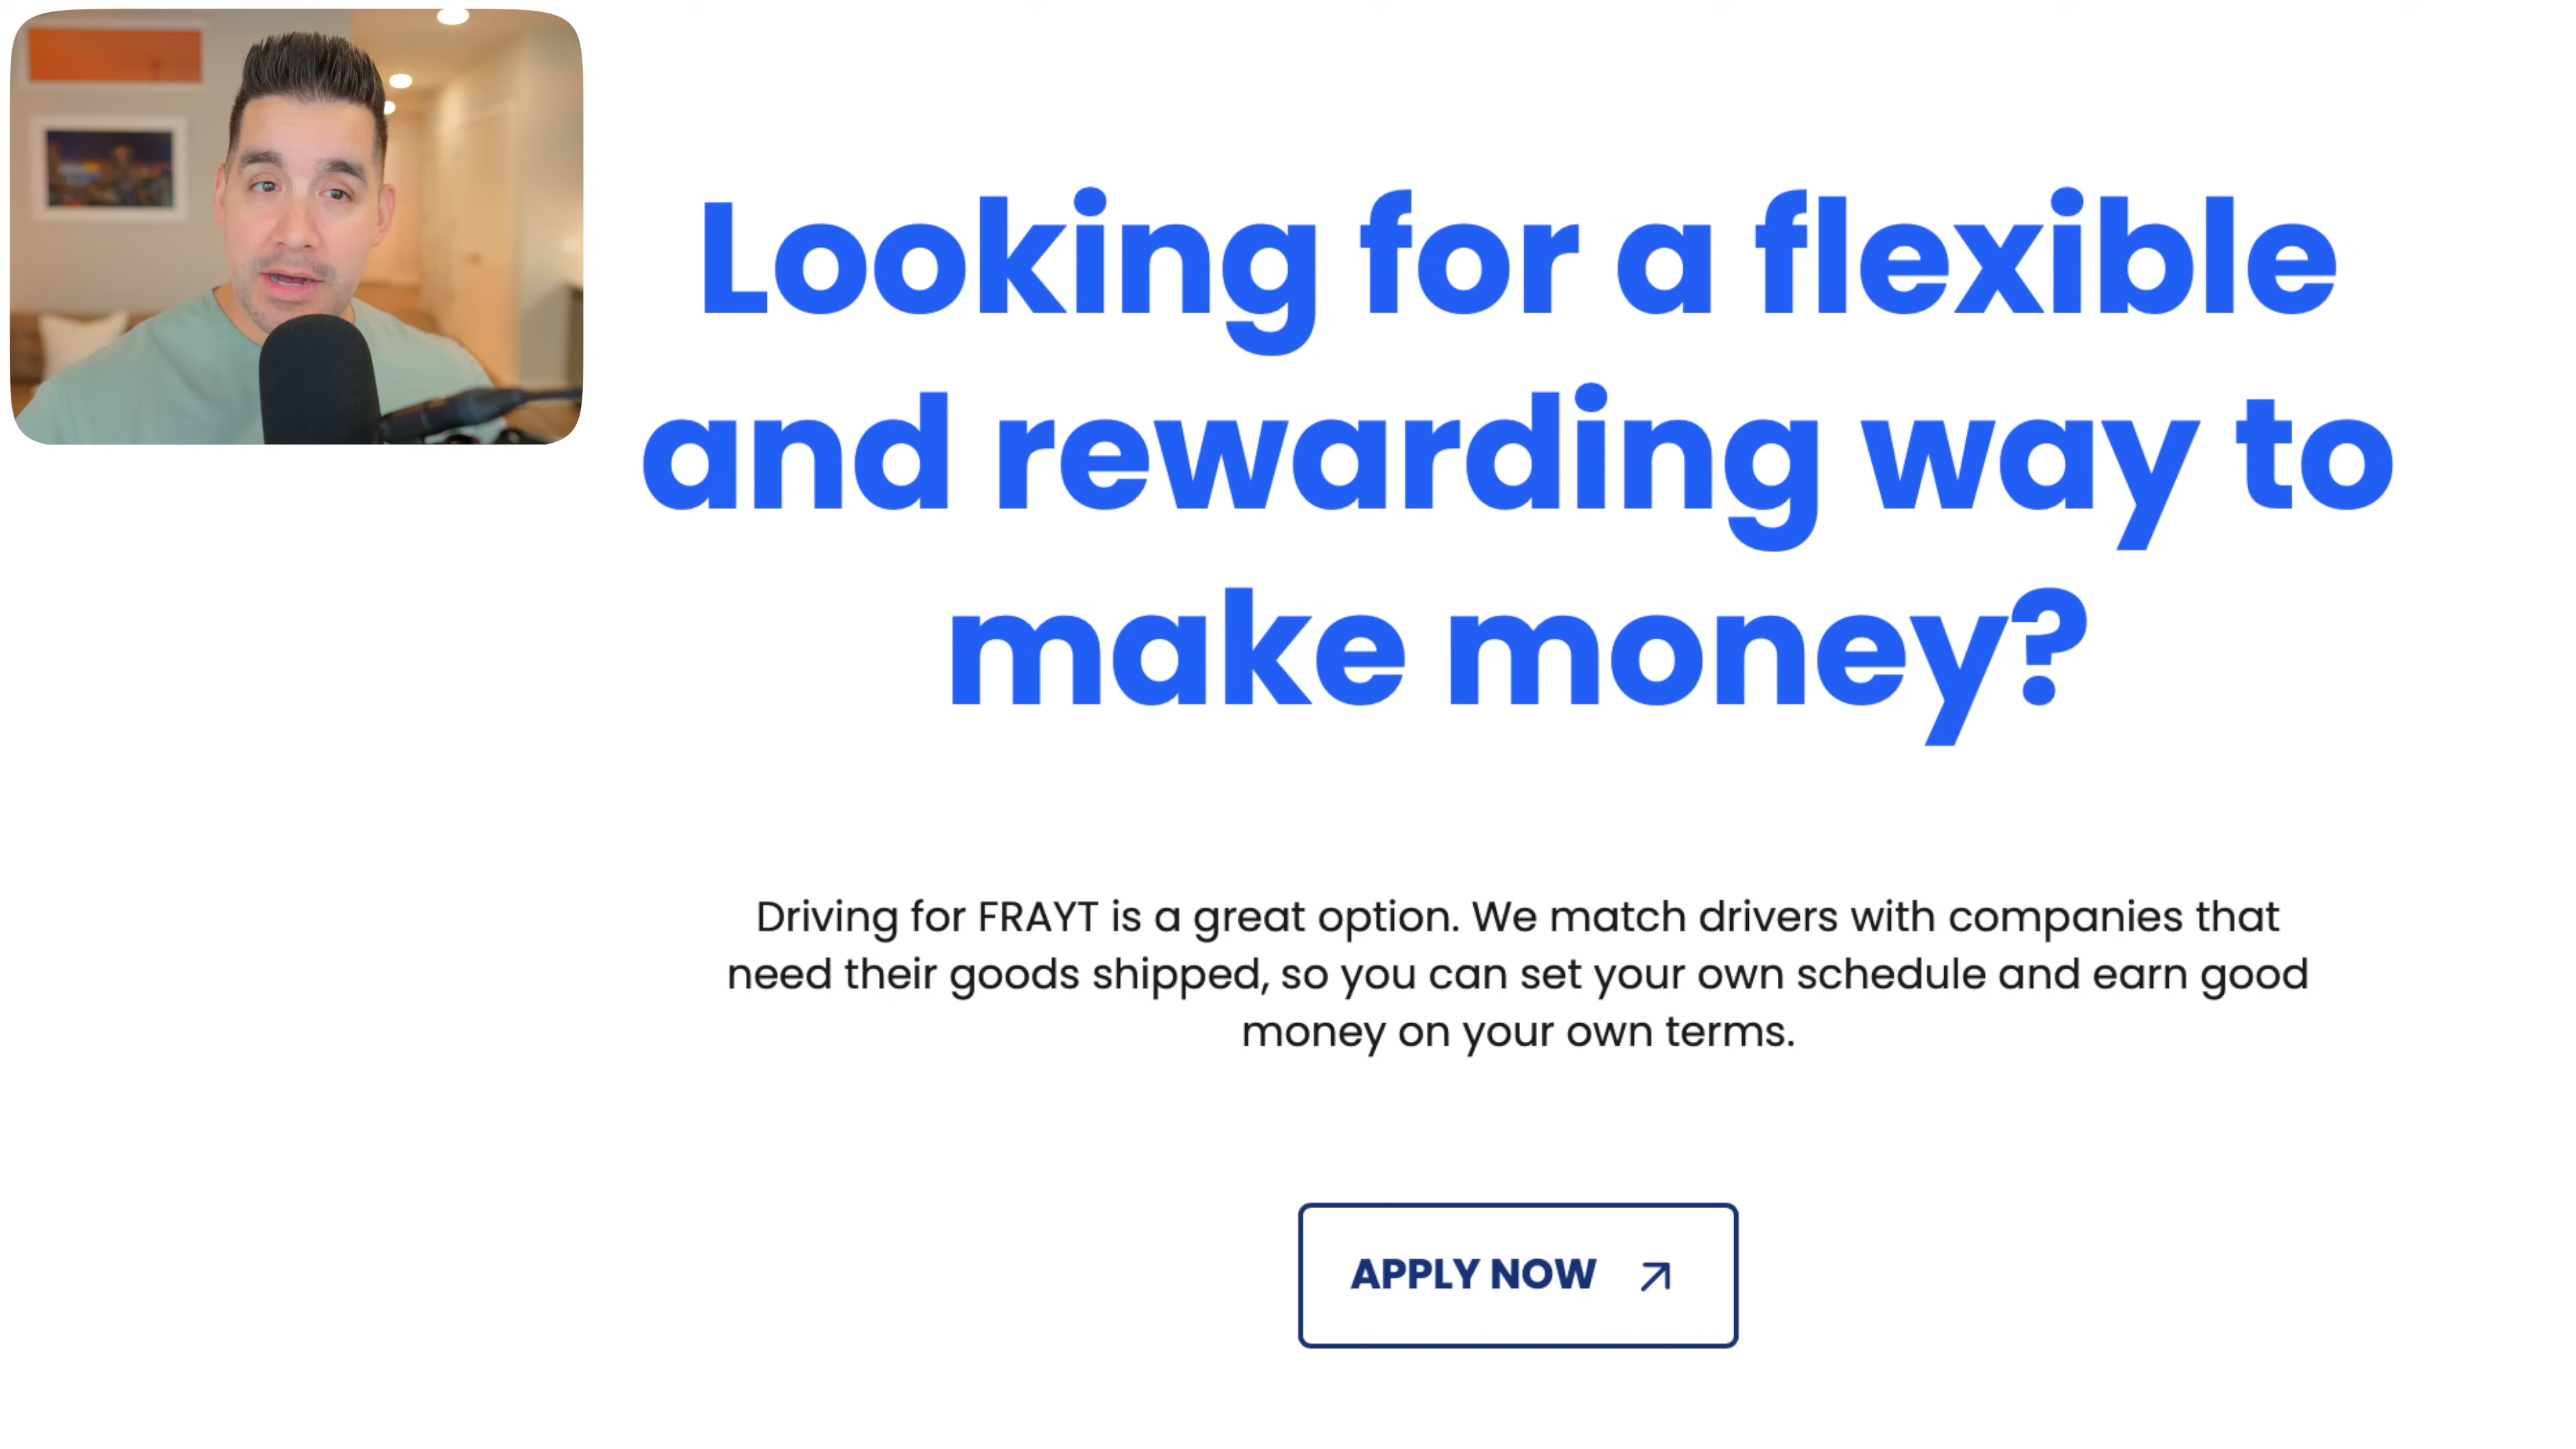 Looking for a flexible
and rewarding way to
make money?
Driving for FRAYT is a great option. We match drivers with companies that
need their goods shipped, so you can set your own schedule and earn good
money on your own terms.
APPLY NOW